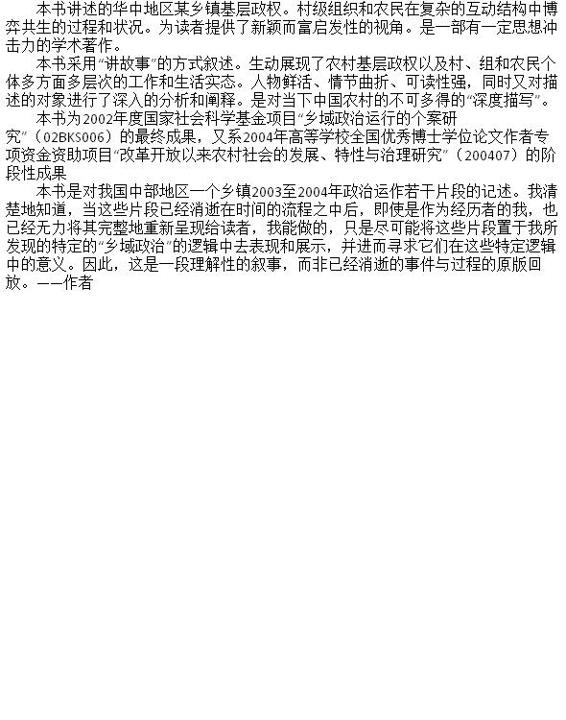 本书讲述的华中地区某乡镇基层政权。村级组织和农民在复杂的互动结构中博
弈共生的过程和状况。为读者提供了新颖而富启发性的视角。是一部有一定思想冲
击力的学术著作。
本书采用“讲故事”的方式叙述。生动展现了农村基层政权以及村、组和农民个
体多方面多层次的工作和生活实态。人物鲜活、情节曲折、可读性强，同时又对描
述的对象进行了深入的分析和阐释。是对当下中国农村的不可多得的“深度描写”。
本书为2002年度国家社会科学基金项目“乡域政治运行的个案研
究”（02BKS006）的最终成果，又系2004年高等学校全国优秀博士学位论文作者专
项资金资助项目“改革开放以来农村社会的发展、特性与治理研究”（200407）的阶
段性成果
本书是对我国中部地区一个乡镇2003至2004年政治运作若干片段的记述。我清
楚地知道，当这些片段已经消逝在时间的流程之中后，即使是作为经历者的我，也
已经无力将其完整地重新呈现给读者，我能做的，只是尽可能将这些片段置于我所
发现的特定的“乡域政治”的逻辑中去表现和展示，并进而寻求它们在这些特定逻辑
中的意义。因此，这是一段理解性的叙事，而非已经消逝的事件与过程的原版回
放。——作者